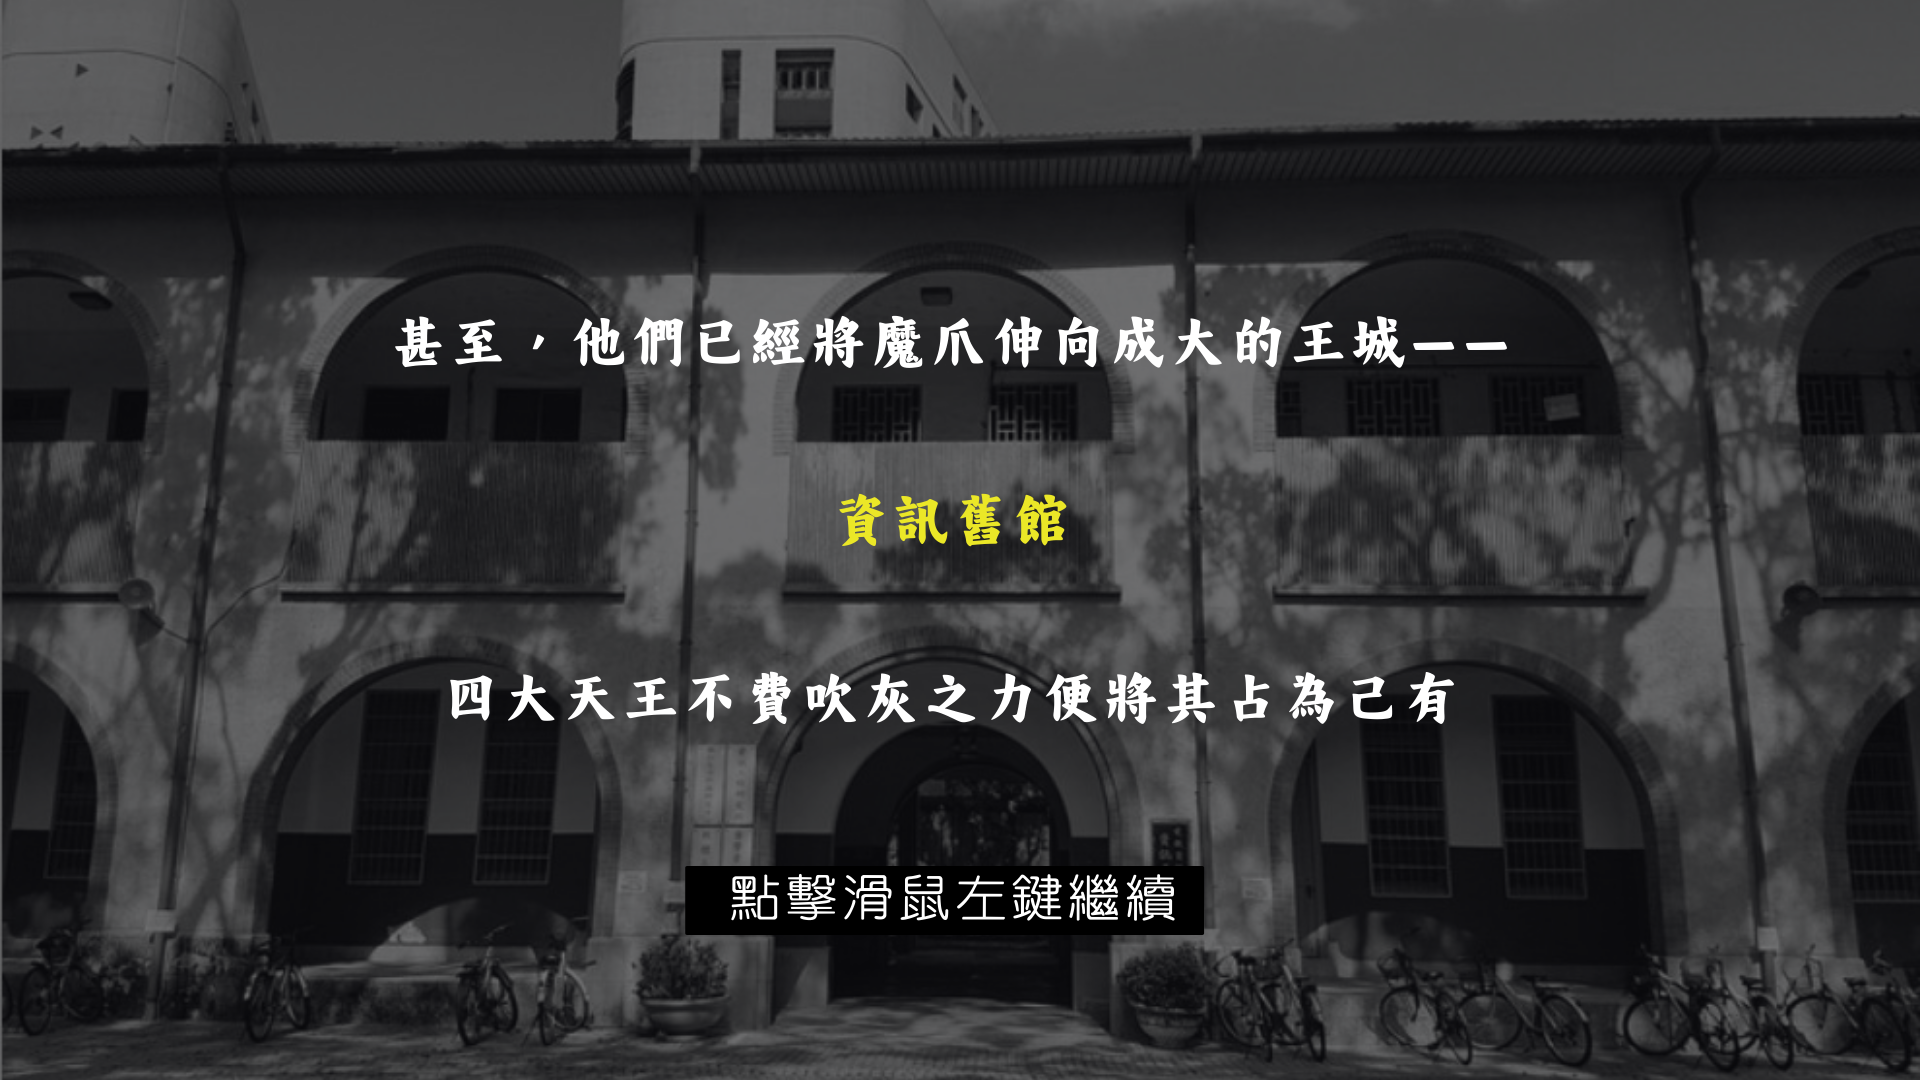 甚至，他們已經將魔爪伸向成大的王城——
資訊舊館
四大天王不費吹灰之力便將其占為己有
點擊滑鼠左鍵繼續